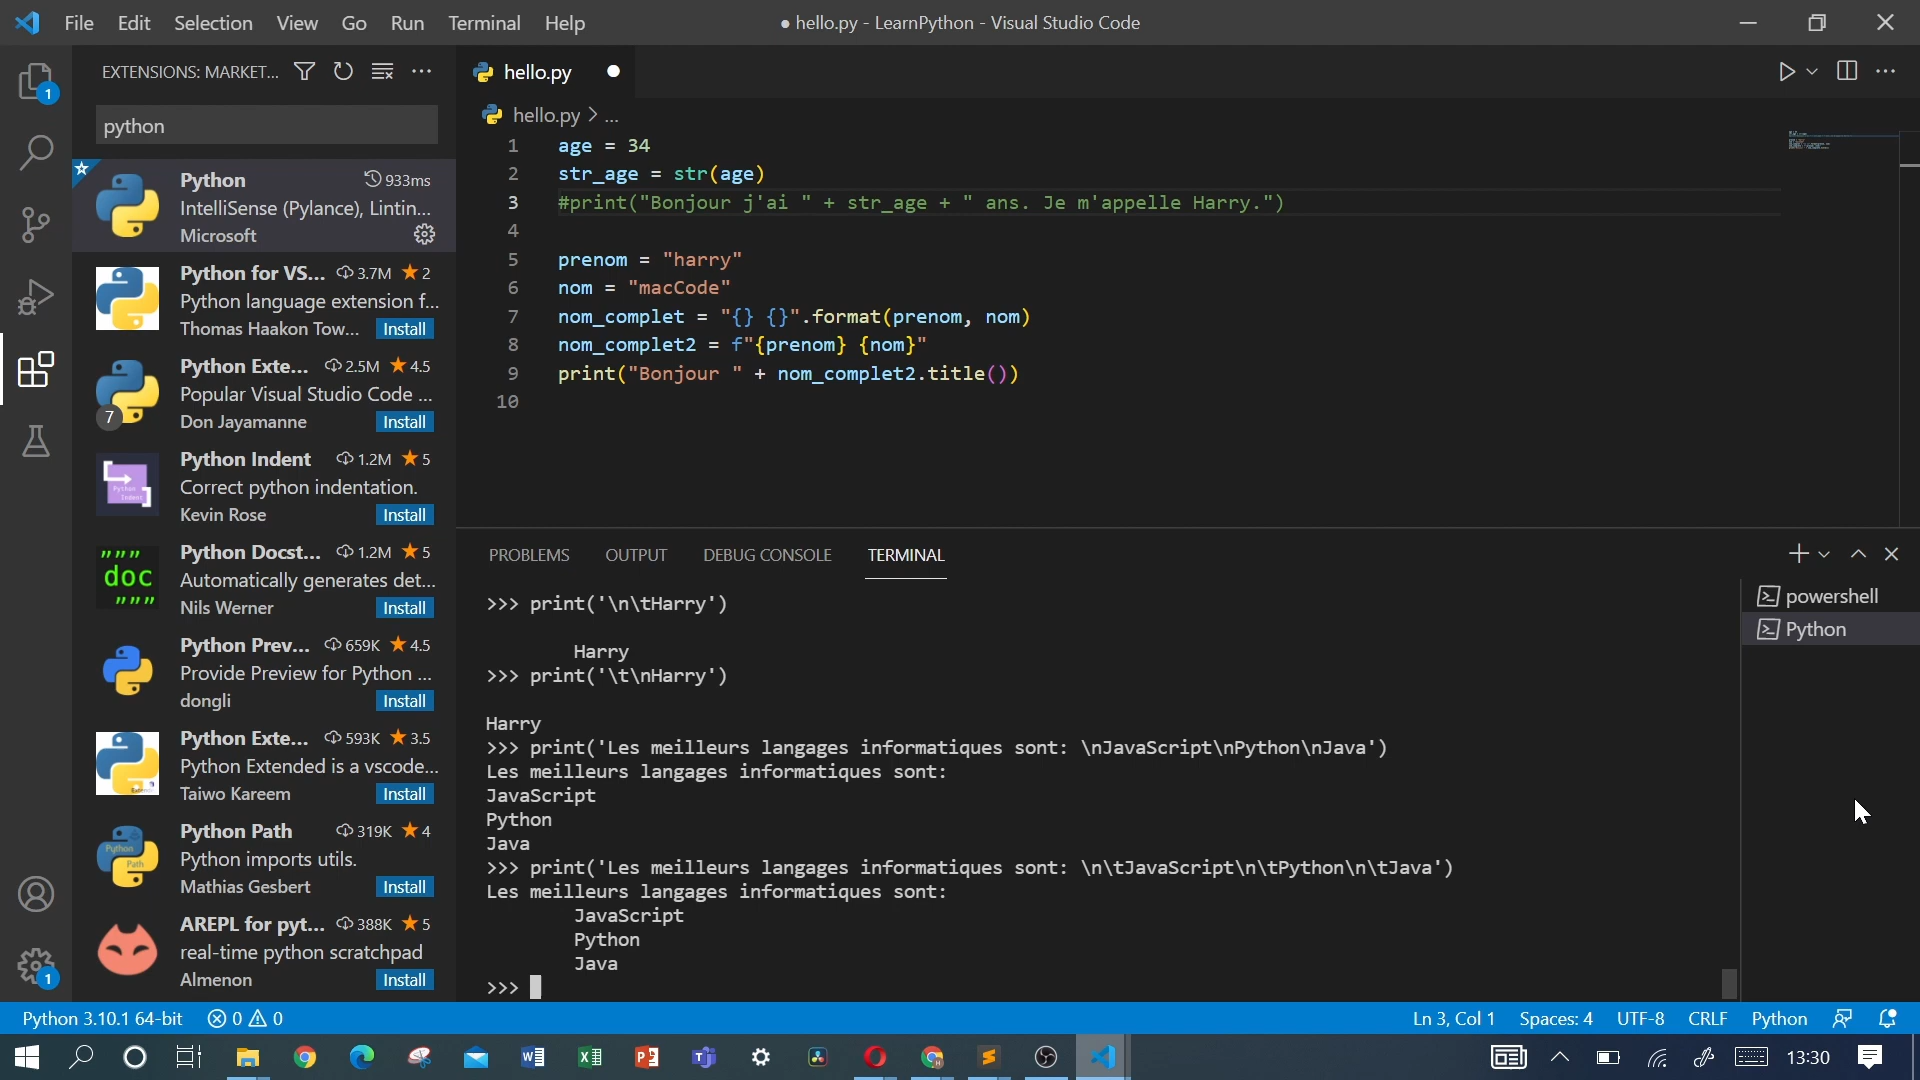 File Edit Selection View Go Run Terminal Help
● hello.py - LearnPython - Visual Studio Code
EXTENSIONS: MARKET...
python
Python 933ms
IntelliSense (Pylance), Lintin...
Microsoft
Python for VS... 3.7M ★ 2
Python language extension f...
Thomas Haakon Tow... Install
Python Exte... 2.5M ★ 4.5
Popular Visual Studio Code ...
7
Don Jayamanne Install
Python Indent 1.2M ★ 5
Correct python indentation.
Kevin Rose Install
Python Docst... 1.2M ★ 5
Automatically generates det...
Nils Werner Install
Python Prev... 659K ★ 4.5
Provide Preview for Python ...
dongli Install
Python Exte... 593K ★ 3.5
Python Extended is a vscode...
Taiwo Kareem Install
Python Path 319K ★ 4
Python imports utils.
Mathias Gesbert Install
AREPL for pyt... 388K ★ 5
real-time python scratchpad
Almenon Install
1
1
""" doc """
hello.py ●
hello.py > ...
1 age = 34
2 str_age = str(age)
3 #print("Bonjour j'ai " + str_age + " ans. Je m'appelle Harry.")
4
5 prenom = "harry"
6 nom = "macCode"
7 nom_complet = "{} {}".format(prenom, nom)
8 nom_complet2 = f"{prenom} {nom}"
9 print("Bonjour " + nom_complet2.title())
10
PROBLEMS OUTPUT DEBUG CONSOLE TERMINAL
>>> print('\n\tHarry')
Harry
>>> print('\t\nHarry')
Harry
>>> print('Les meilleurs langages informatiques sont: \nJavaScript\nPython\nJava')
Les meilleurs langages informatiques sont:
JavaScript
Python
Java
>>> print('Les meilleurs langages informatiques sont: \n\tJavaScript\n\tPython\n\tJava')
Les meilleurs langages informatiques sont:
JavaScript
Python
Java
>>>
powershell
Python
Python 3.10.1 64-bit 0 0
Ln 3, Col 1 Spaces: 4 UTF-8 CRLF Python
13:30